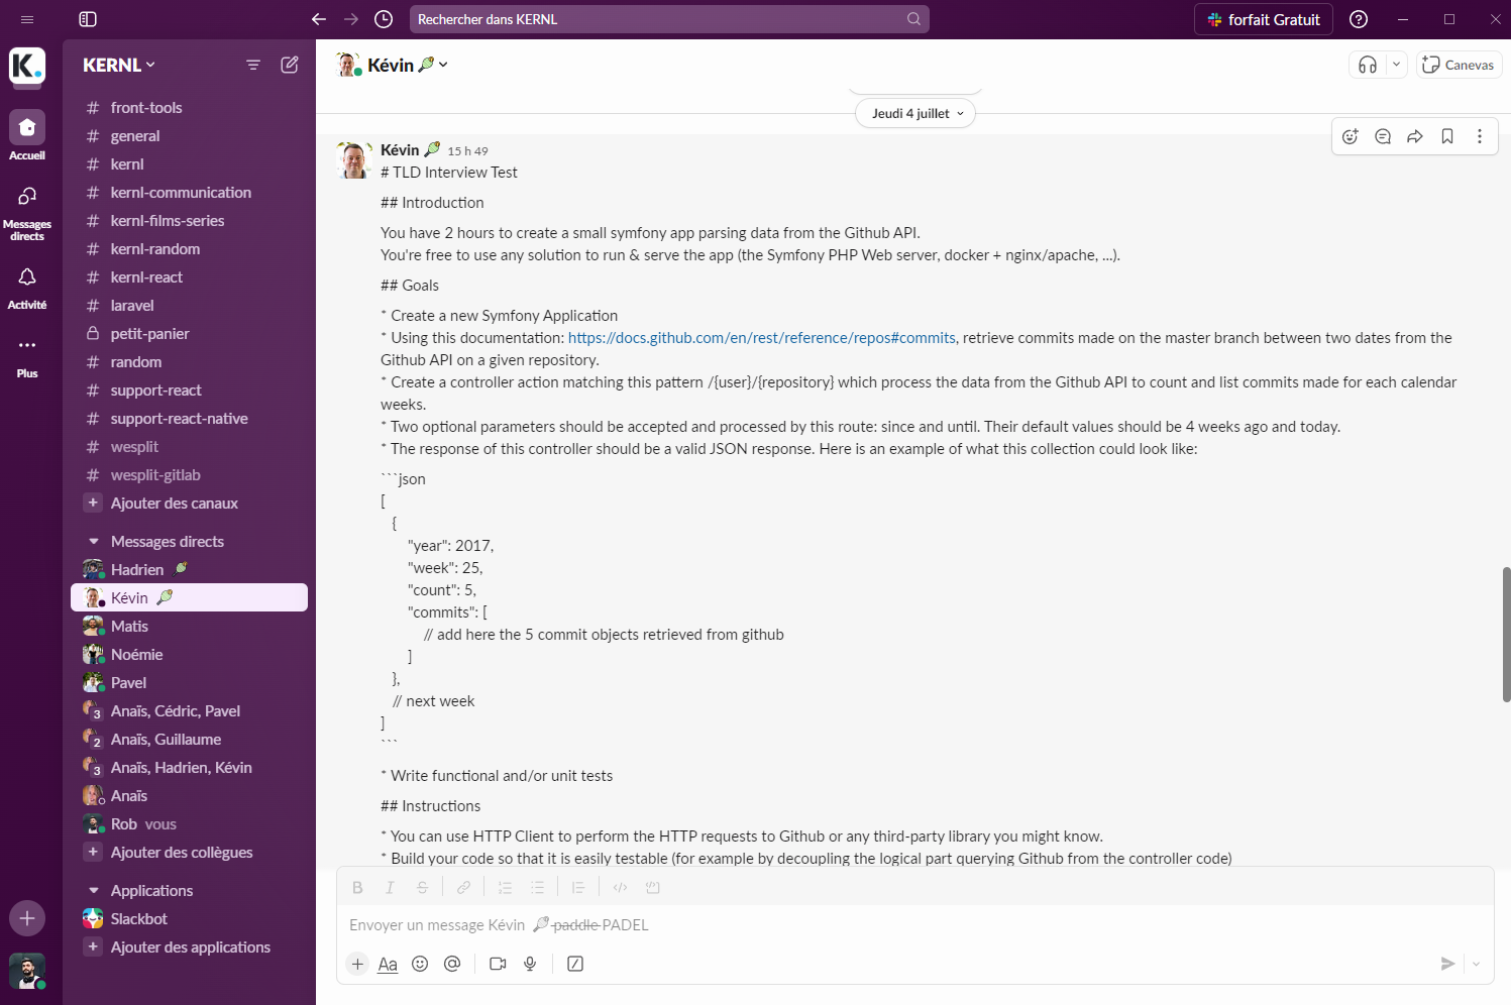 Rechercher dans KERNL
forfait Gratuit
K.
Accueil
Messages
directs
Activité
Plus
KERNL
# front-tools
# general
# kernl
# kernl-communication
# kernl-films-series
# kernl-random
# kernl-react
# laravel
petit-panier
# random
# support-react
# support-react-native
# wesplit
# wesplit-gitlab
+ Ajouter des canaux
Messages directs
Hadrien
Kévin
Matis
Noémie
Pavel
3 Anaïs, Cédric, Pavel
2 Anaïs, Guillaume
3 Anaïs, Hadrien, Kévin
Anaïs
Rob vous
+ Ajouter des collègues
Applications
Slackbot
+ Ajouter des applications
Kévin
Canevas
Jeudi 4 juillet
Kévin 15 h 49
# TLD Interview Test
## Introduction
You have 2 hours to create a small symfony app parsing data from the Github API.
You're free to use any solution to run & serve the app (the Symfony PHP Web server, docker + nginx/apache, ...).
## Goals
* Create a new Symfony Application
* Using this documentation: https://docs.github.com/en/rest/reference/repos#commits, retrieve commits made on the master branch between two dates from the
Github API on a given repository.
* Create a controller action matching this pattern /{user}/{repository} which process the data from the Github API to count and list commits made for each calendar
weeks.
* Two optional parameters should be accepted and processed by this route: since and until. Their default values should be 4 weeks ago and today.
* The response of this controller should be a valid JSON response. Here is an example of what this collection could look like:
```json
[
{
"year": 2017,
"week": 25,
"count": 5,
"commits": [
// add here the 5 commit objects retrieved from github
]
},
// next week
]
```
* Write functional and/or unit tests
## Instructions
* You can use HTTP Client to perform the HTTP requests to Github or any third-party library you might know.
* Build your code so that it is easily testable (for example by decoupling the logical part querying Github from the controller code)
B I S
Envoyer un message Kévin paddle PADEL
+ Aa